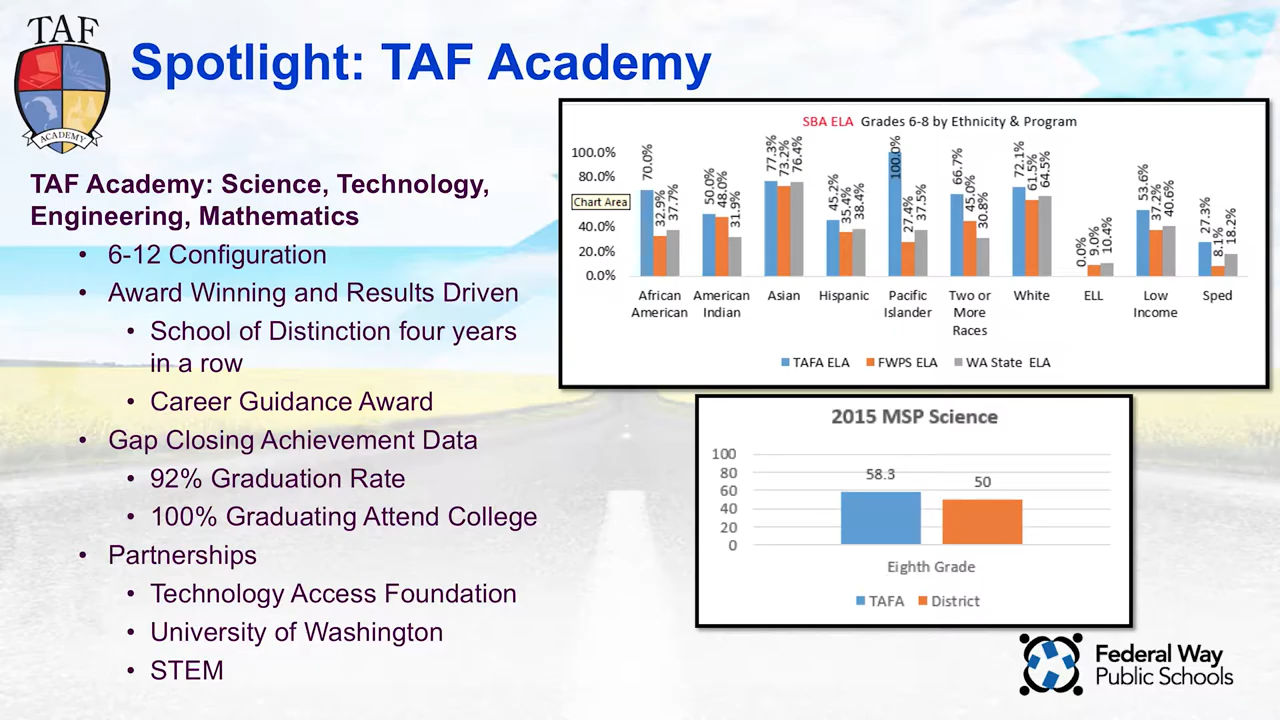 TAF
ACADEMY
Spotlight: TAF Academy
TAF Academy: Science, Technology,
Engineering, Mathematics
• 6-12 Configuration
• Award Winning and Results Driven
• School of Distinction four years
in a row
• Career Guidance Award
• Gap Closing Achievement Data
• 92% Graduation Rate
• 100% Graduating Attend College
• Partnerships
• Technology Access Foundation
• University of Washington
• STEM
SBA ELA Grades 6-8 by Ethnicity & Program
100.0%
80.0%
Chart Area
40.0%
20.0%
0.0%
70.0% 32.9% 37.7%
50.0% 48.0% 31.9%
77.3% 73.2% 76.4%
45.2% 35.4% 38.4%
100.0% 27.4% 37.5%
66.7% 45.0% 30.8%
72.1% 61.5% 64.5%
0.0% 9.0% 10.4%
53.6% 37.2% 40.6%
27.3% 8.1% 18.2%
African American
American Indian
Asian
Hispanic
Pacific Islander
Two or More Races
White
ELL
Low Income
Sped
TAFA ELA FWPS ELA WA State ELA
2015 MSP Science
100
80
60
40
20
0
58.3
50
Eighth Grade
TAFA District
Federal Way
Public Schools